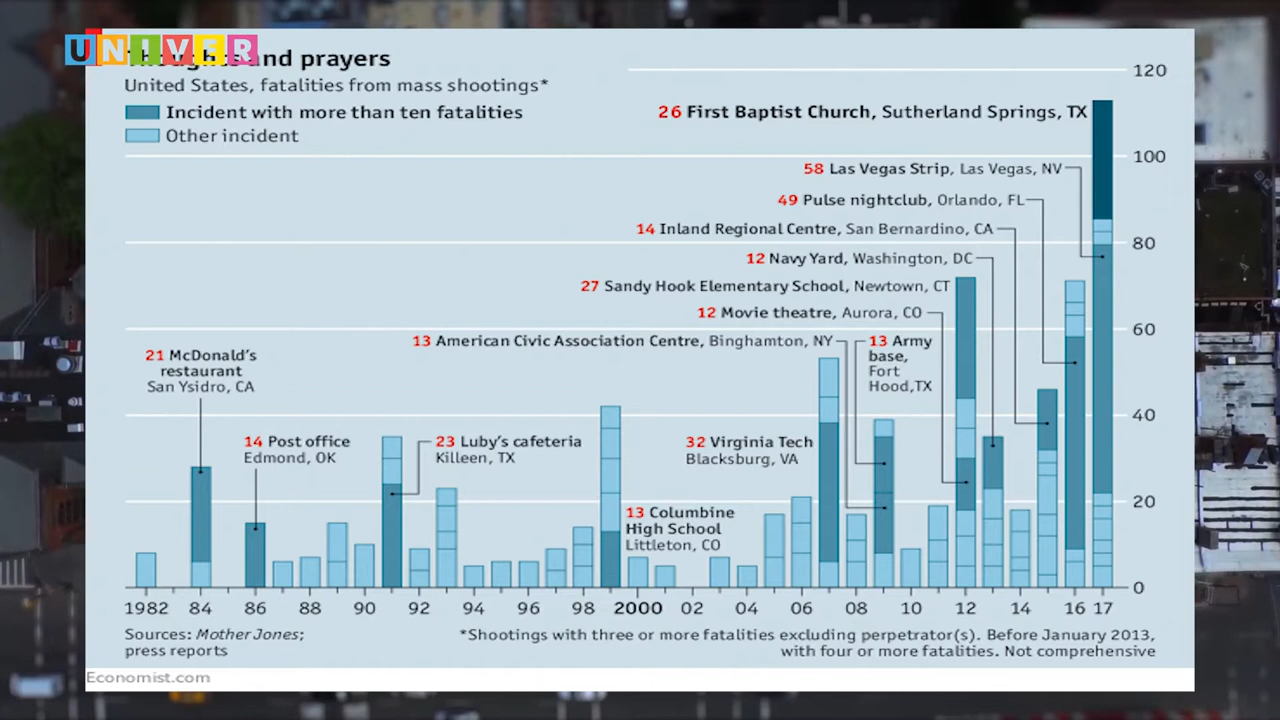 UNIVER
Thoughts and prayers
United States, fatalities from mass shootings*
Incident with more than ten fatalities
Other incident
120
100
80
60
40
20
0
26 First Baptist Church, Sutherland Springs, TX
58 Las Vegas Strip, Las Vegas, NV
49 Pulse nightclub, Orlando, FL
14 Inland Regional Centre, San Bernardino, CA
12 Navy Yard, Washington, DC
27 Sandy Hook Elementary School, Newtown, CT
12 Movie theatre, Aurora, CO
13 American Civic Association Centre, Binghamton, NY
13 Army
base,
Fort
Hood,TX
21 McDonald's
restaurant
San Ysidro, CA
14 Post office
Edmond, OK
23 Luby's cafeteria
Killeen, TX
32 Virginia Tech
Blacksburg, VA
13 Columbine
High School
Littleton, CO
1982 84 86 88 90 92 94 96 98 2000 02 04 06 08 10 12 14 16 17
Sources: Mother Jones;
press reports
*Shootings with three or more fatalities excluding perpetrator(s). Before January 2013,
with four or more fatalities. Not comprehensive
Economist.com